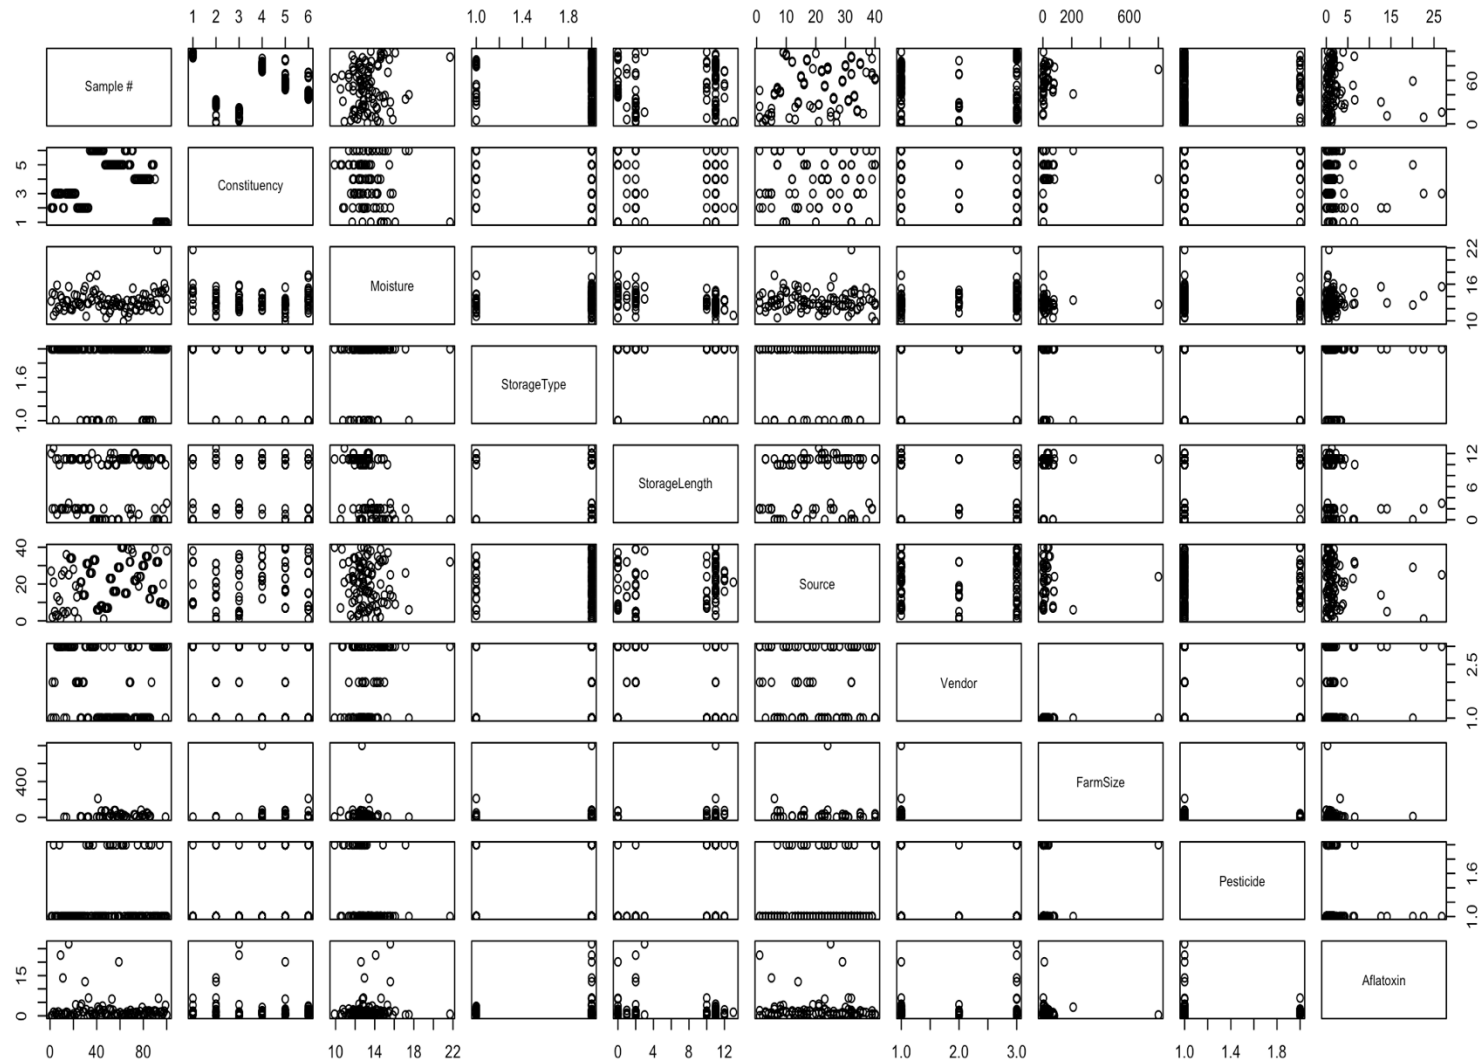 1 2 3 4 5 6 1.0 1.4 1.8 0 10 20 30 40 0 200 600 0 5 15 25
Sample # 0 60
1 3 5 Constituency
Moisture 10 16 22
1.0 1.6 StorageType
StorageLength 0 6 12
0 20 40 Source
Vendor 1.0 2.5
0 400 FarmSize
Pesticide 1.0 1.6
0 15 Aflatoxin
0 40 80 10 14 18 22 0 4 8 12 1.0 2.0 3.0 1.0 1.4 1.8